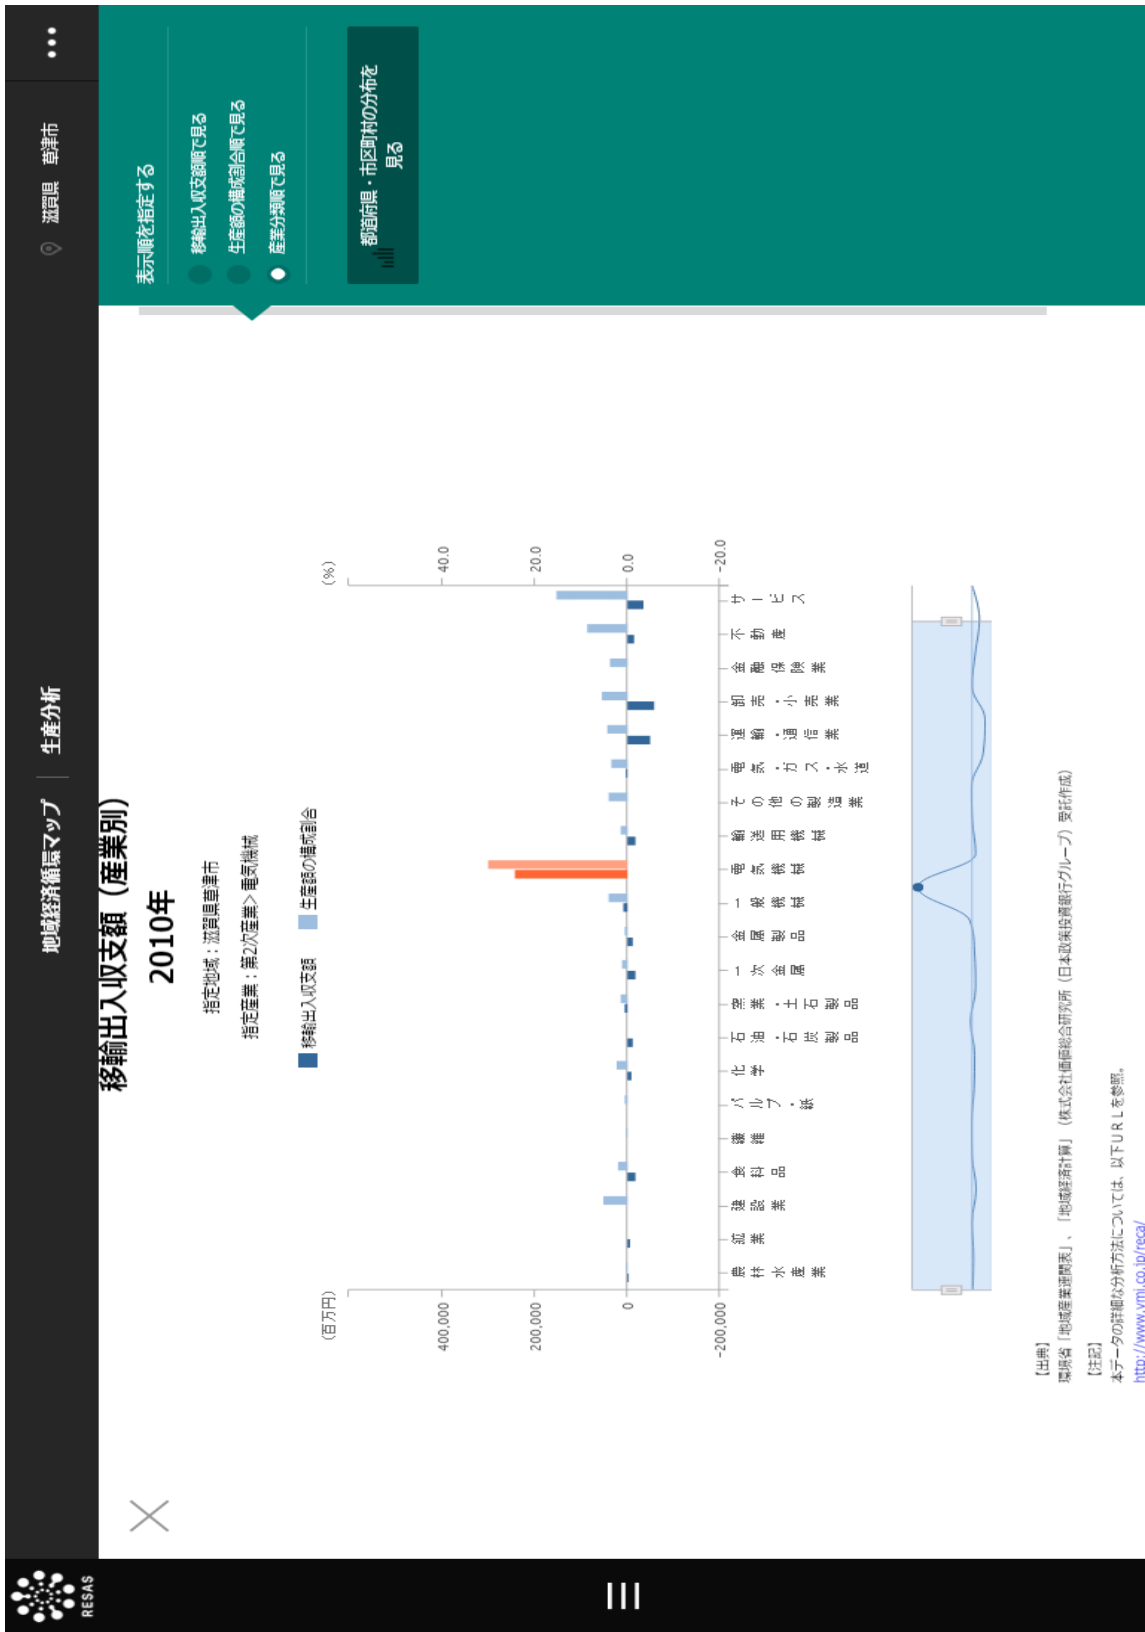 RESAS
地域経済循環マップ
生産分析
滋賀県 草津市
移輸出入収支額（産業別）
2010年
指定地域：滋賀県草津市
指定産業：第2次産業＞電気機械
移輸出入収支額
生産額の構成割合
(百万円)
400,000
200,000
0
-200,000
(%)
40.0
20.0
0.0
-20.0
農林水産業
鉱業
建設業
食料品
繊維
パルプ・紙
化学
石油・石炭製品
窯業・土石製品
一次金属
金属製品
一般機械
電気機械
輸送用機械
その他の製造業
電気・ガス・水道
運輸・通信業
卸売・小売業
金融保険業
不動産
サービス
【出典】
環境省「地域産業連関表」、「地域経済計算」（株式会社価値総合研究所（日本政策投資銀行グループ）受託作成）
【注記】
本データの詳細な分析方法については、以下ＵＲＬを参照。
http://www.vmi.co.jp/reca/
表示順を指定する
移輸出入収支額順で見る
生産額の構成割合順で見る
産業分類順で見る
都道府県・市区町村の分布を
見る